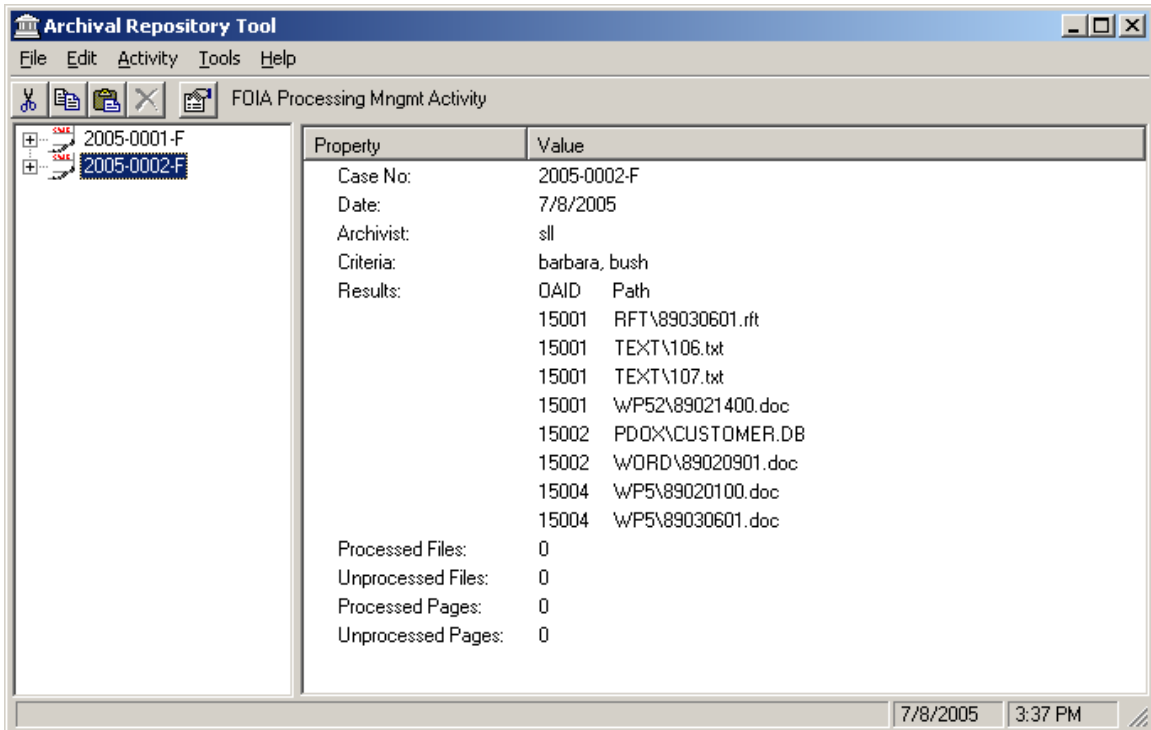 Archival Repository Tool
File Edit Activity Tools Help
FOIA Processing Mngmt Activity
2005-0001-F
2005-0002-F
Property Value
Case No: 2005-0002-F
Date: 7/8/2005
Archivist: sll
Criteria: barbara, bush
Results: OAID Path
15001 RFT\89030601.rft
15001 TEXT\106.txt
15001 TEXT\107.txt
15001 WP52\89021400.doc
15002 PDOX\CUSTOMER.DB
15002 WORD\89020901.doc
15004 WP5\89020100.doc
15004 WP5\89030601.doc
Processed Files: 0
Unprocessed Files: 0
Processed Pages: 0
Unprocessed Pages: 0
7/8/2005 3:37 PM